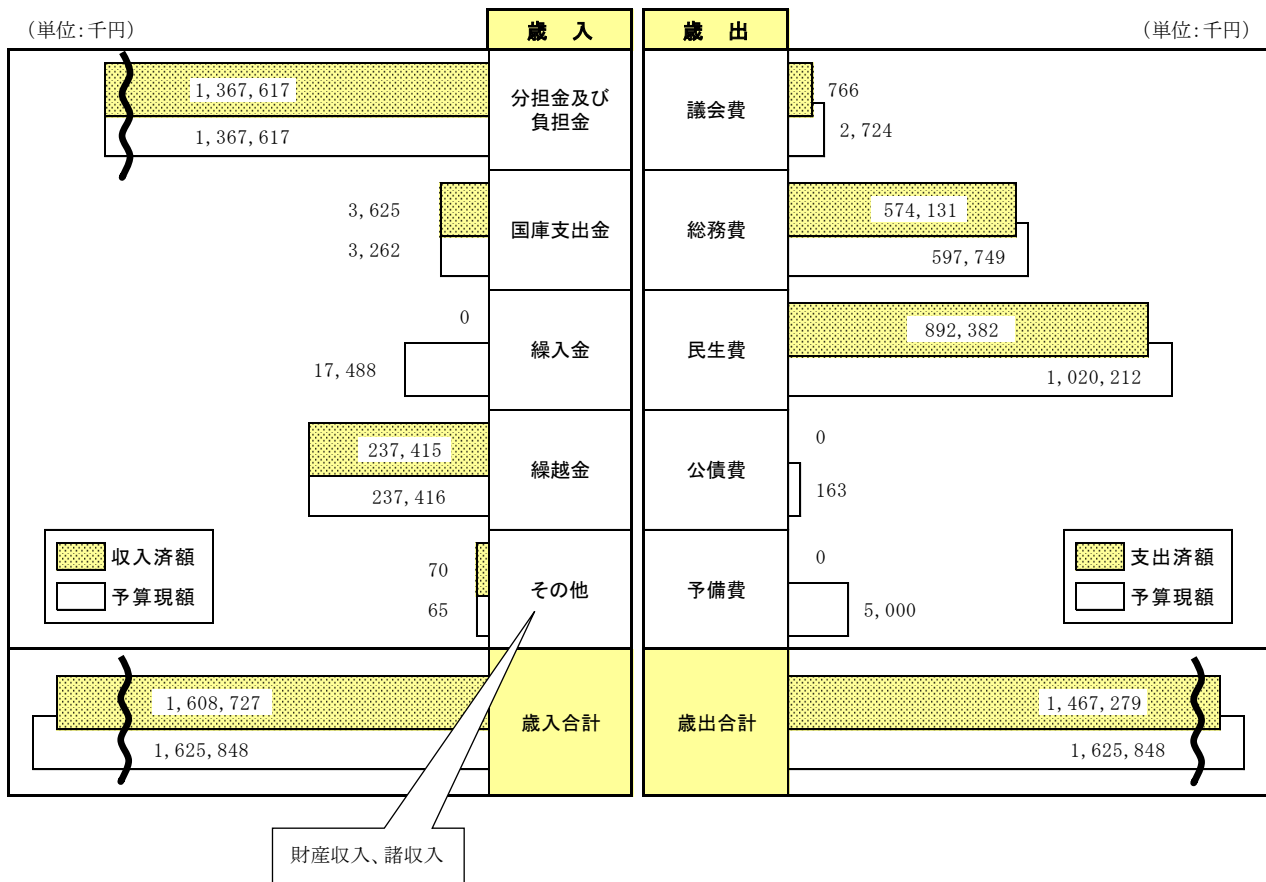 (単位:千円)
歳 入
歳 出
(単位:千円)
1,367,617
1,367,617
分担金及び
負担金
議会費
766
2,724
3,625
3,262
国庫支出金
総務費
574,131
597,749
0
17,488
繰入金
民生費
892,382
1,020,212
237,415
237,416
繰越金
公債費
0
163
収入済額
予算現額
70
65
その他
予備費
0
5,000
支出済額
予算現額
1,608,727
1,625,848
歳入合計
歳出合計
1,467,279
1,625,848
財産収入、諸収入